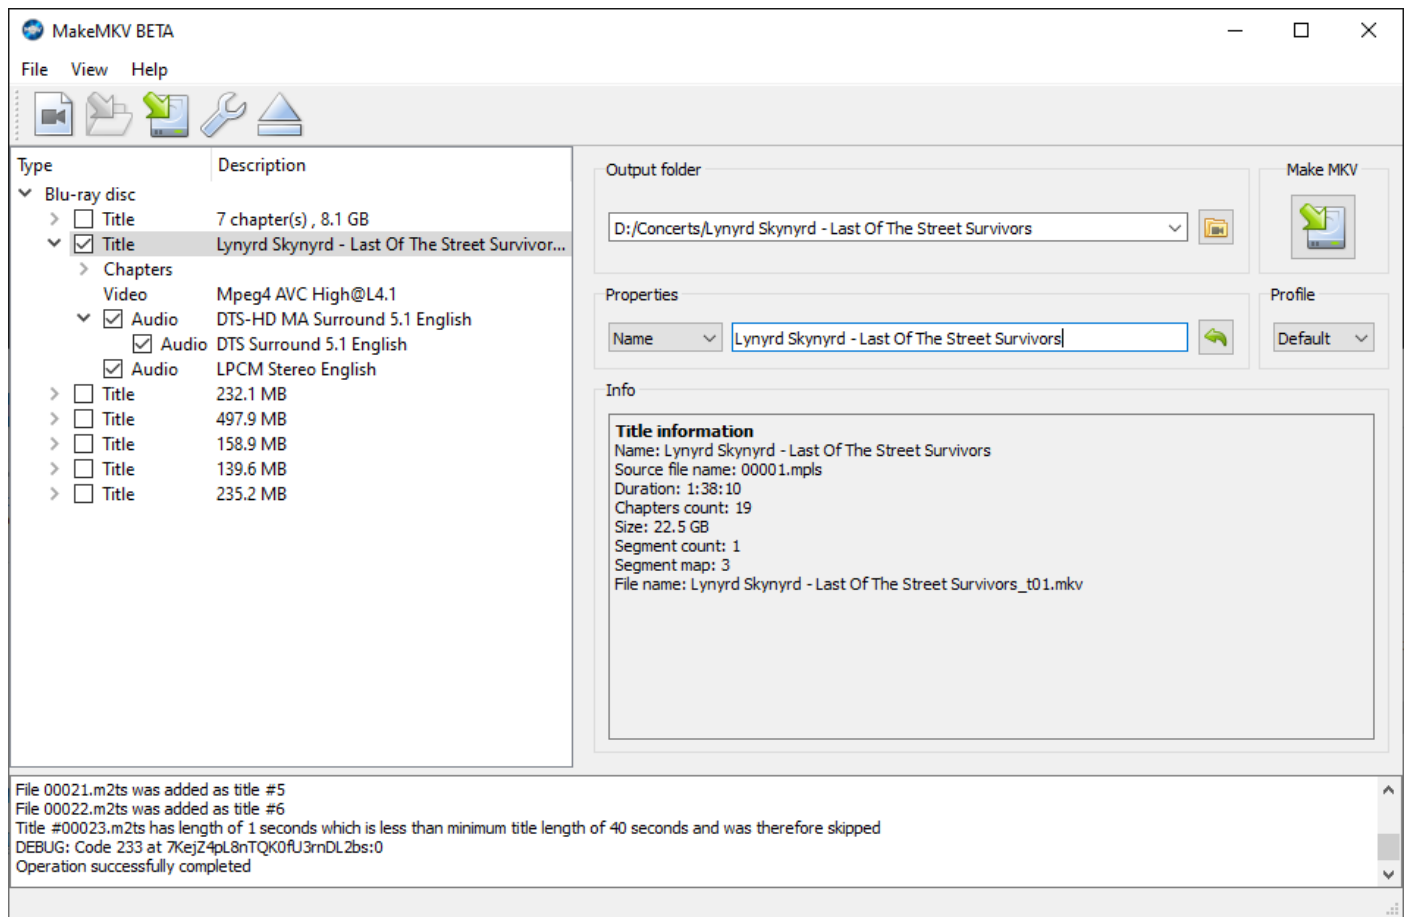 MakeMKV BETA
File View Help
Type Description
Blu-ray disc
Title 7 chapter(s) , 8.1 GB
Title Lynyrd Skynyrd - Last Of The Street Survivor...
Chapters
Video Mpeg4 AVC High@L4.1
Audio DTS-HD MA Surround 5.1 English
Audio DTS Surround 5.1 English
Audio LPCM Stereo English
Title 232.1 MB
Title 497.9 MB
Title 158.9 MB
Title 139.6 MB
Title 235.2 MB
Output folder
D:/Concerts/Lynyrd Skynyrd - Last Of The Street Survivors
Make MKV
Properties
Name Lynyrd Skynyrd - Last Of The Street Survivors
Profile
Default
Info
Title information
Name: Lynyrd Skynyrd - Last Of The Street Survivors
Source file name: 00001.mpls
Duration: 1:38:10
Chapters count: 19
Size: 22.5 GB
Segment count: 1
Segment map: 3
File name: Lynyrd Skynyrd - Last Of The Street Survivors_t01.mkv
File 00021.m2ts was added as title #5
File 00022.m2ts was added as title #6
Title #00023.m2ts has length of 1 seconds which is less than minimum title length of 40 seconds and was therefore skipped
DEBUG: Code 233 at 7KejZ4pL8nTQK0fU3rnDL2bs:0
Operation successfully completed